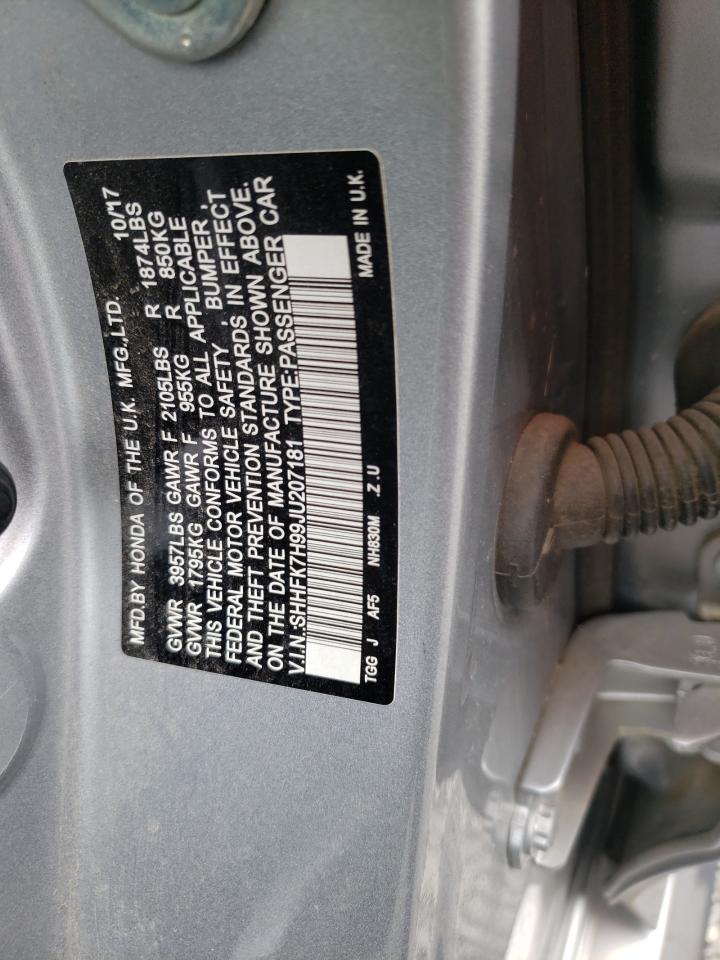 MFD.BY HONDA OF THE U.K. MFG.,LTD. 10/17
GVWR 3957LBS GAWR F 2105LBS R 1874LBS
GVWR 1795KG GAWR F 955KG R 850KG
THIS VEHICLE CONFORMS TO ALL APPLICABLE
FEDERAL MOTOR VEHICLE SAFETY , BUMPER ,
AND THEFT PREVENTION STANDARDS IN EFFECT
ON THE DATE OF MANUFACTURE SHOWN ABOVE.
V.I.N.:SHHFK7H99JU207181 TYPE:PASSENGER CAR
TGG J AF5 NH830M Z U MADE IN U.K.